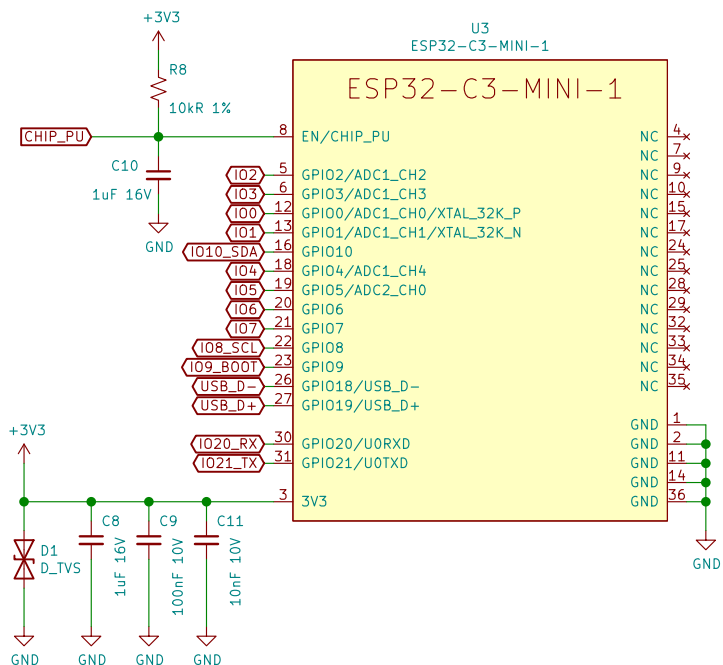 +3V3
U3
ESP32-C3-MINI-1
R8
10kR 1%
ESP32-C3-MINI-1
CHIP_PU
8 EN/CHIP_PU NC 4
NC 7
C10
1uF 16V
GND
IO2 5 GPIO2/ADC1_CH2 NC 9
IO3 6 GPIO3/ADC1_CH3 NC 10
IO0 12 GPIO0/ADC1_CH0/XTAL_32K_P NC 15
IO1 13 GPIO1/ADC1_CH1/XTAL_32K_N NC 17
IO10_SDA 16 GPIO10 NC 24
IO4 18 GPIO4/ADC1_CH4 NC 25
IO5 19 GPIO5/ADC2_CH0 NC 28
IO6 20 GPIO6 NC 29
IO7 21 GPIO7 NC 32
IO8_SCL 22 GPIO8 NC 33
IO9_BOOT 23 GPIO9 NC 34
USB_D- 26 GPIO18/USB_D- NC 35
USB_D+ 27 GPIO19/USB_D+
GND 1
IO20_RX 30 GPIO20/U0RXD GND 2
IO21_TX 31 GPIO21/U0TXD GND 11
GND 14
3 3V3 GND 36
+3V3
D1
D_TVS
C8
1uF 16V
C9
100nF 10V
C11
10nF 10V
GND
GND
GND
GND
GND